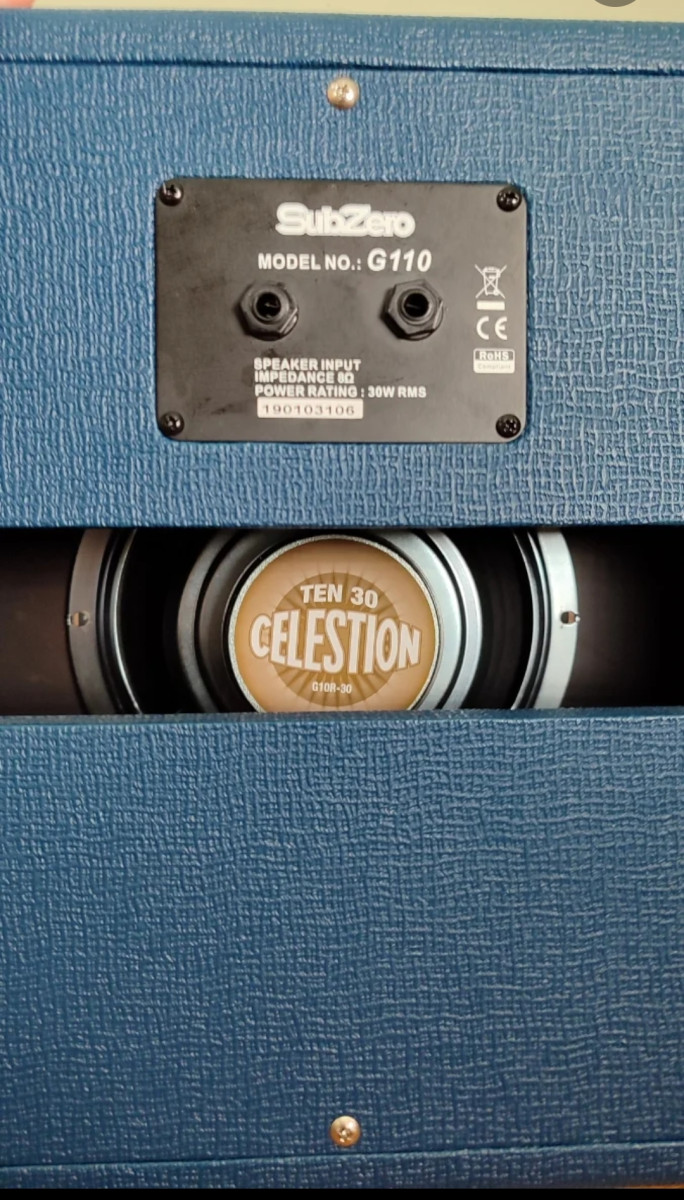 SubZero
MODEL NO.: G110
CE
RoHS
Compliant
SPEAKER INPUT
IMPEDANCE 8Ω
POWER RATING : 30W RMS
190103106
TEN 30
CELESTION
G10R-30